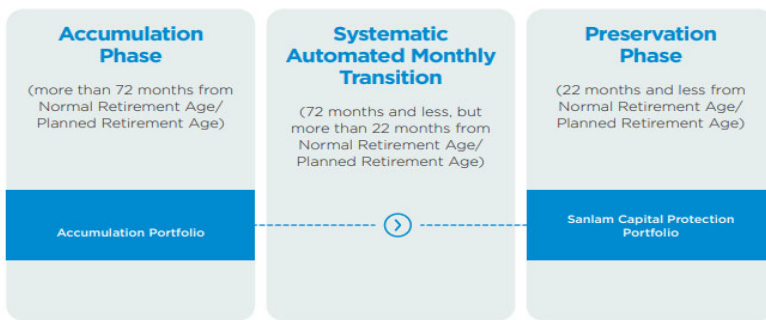 Accumulation
Phase
(more than 72 months from
Normal Retirement Age/
Planned Retirement Age)
Accumulation Portfolio
Systematic
Automated Monthly
Transition
(72 months and less, but
more than 22 months from
Normal Retirement Age/
Planned Retirement Age)
Preservation
Phase
(22 months and less from
Normal Retirement Age/
Planned Retirement Age)
Sanlam Capital Protection
Portfolio